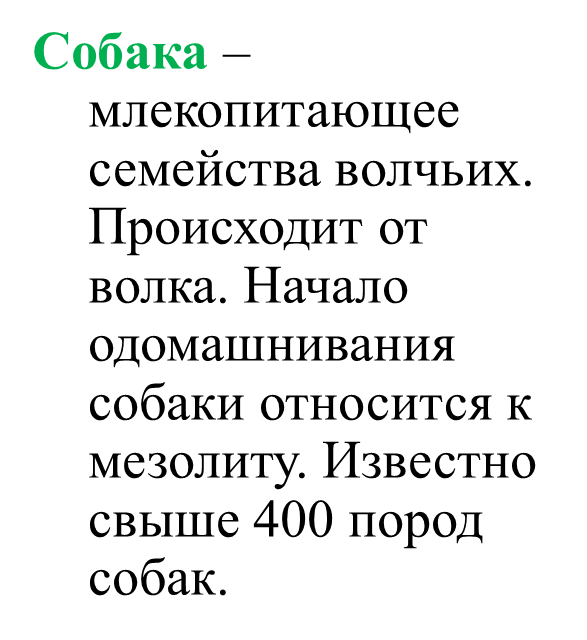 Собака –
млекопитающее
семейства волчьих.
Происходит от
волка. Начало
одомашнивания
собаки относится к
мезолиту. Известно
свыше 400 пород
собак.